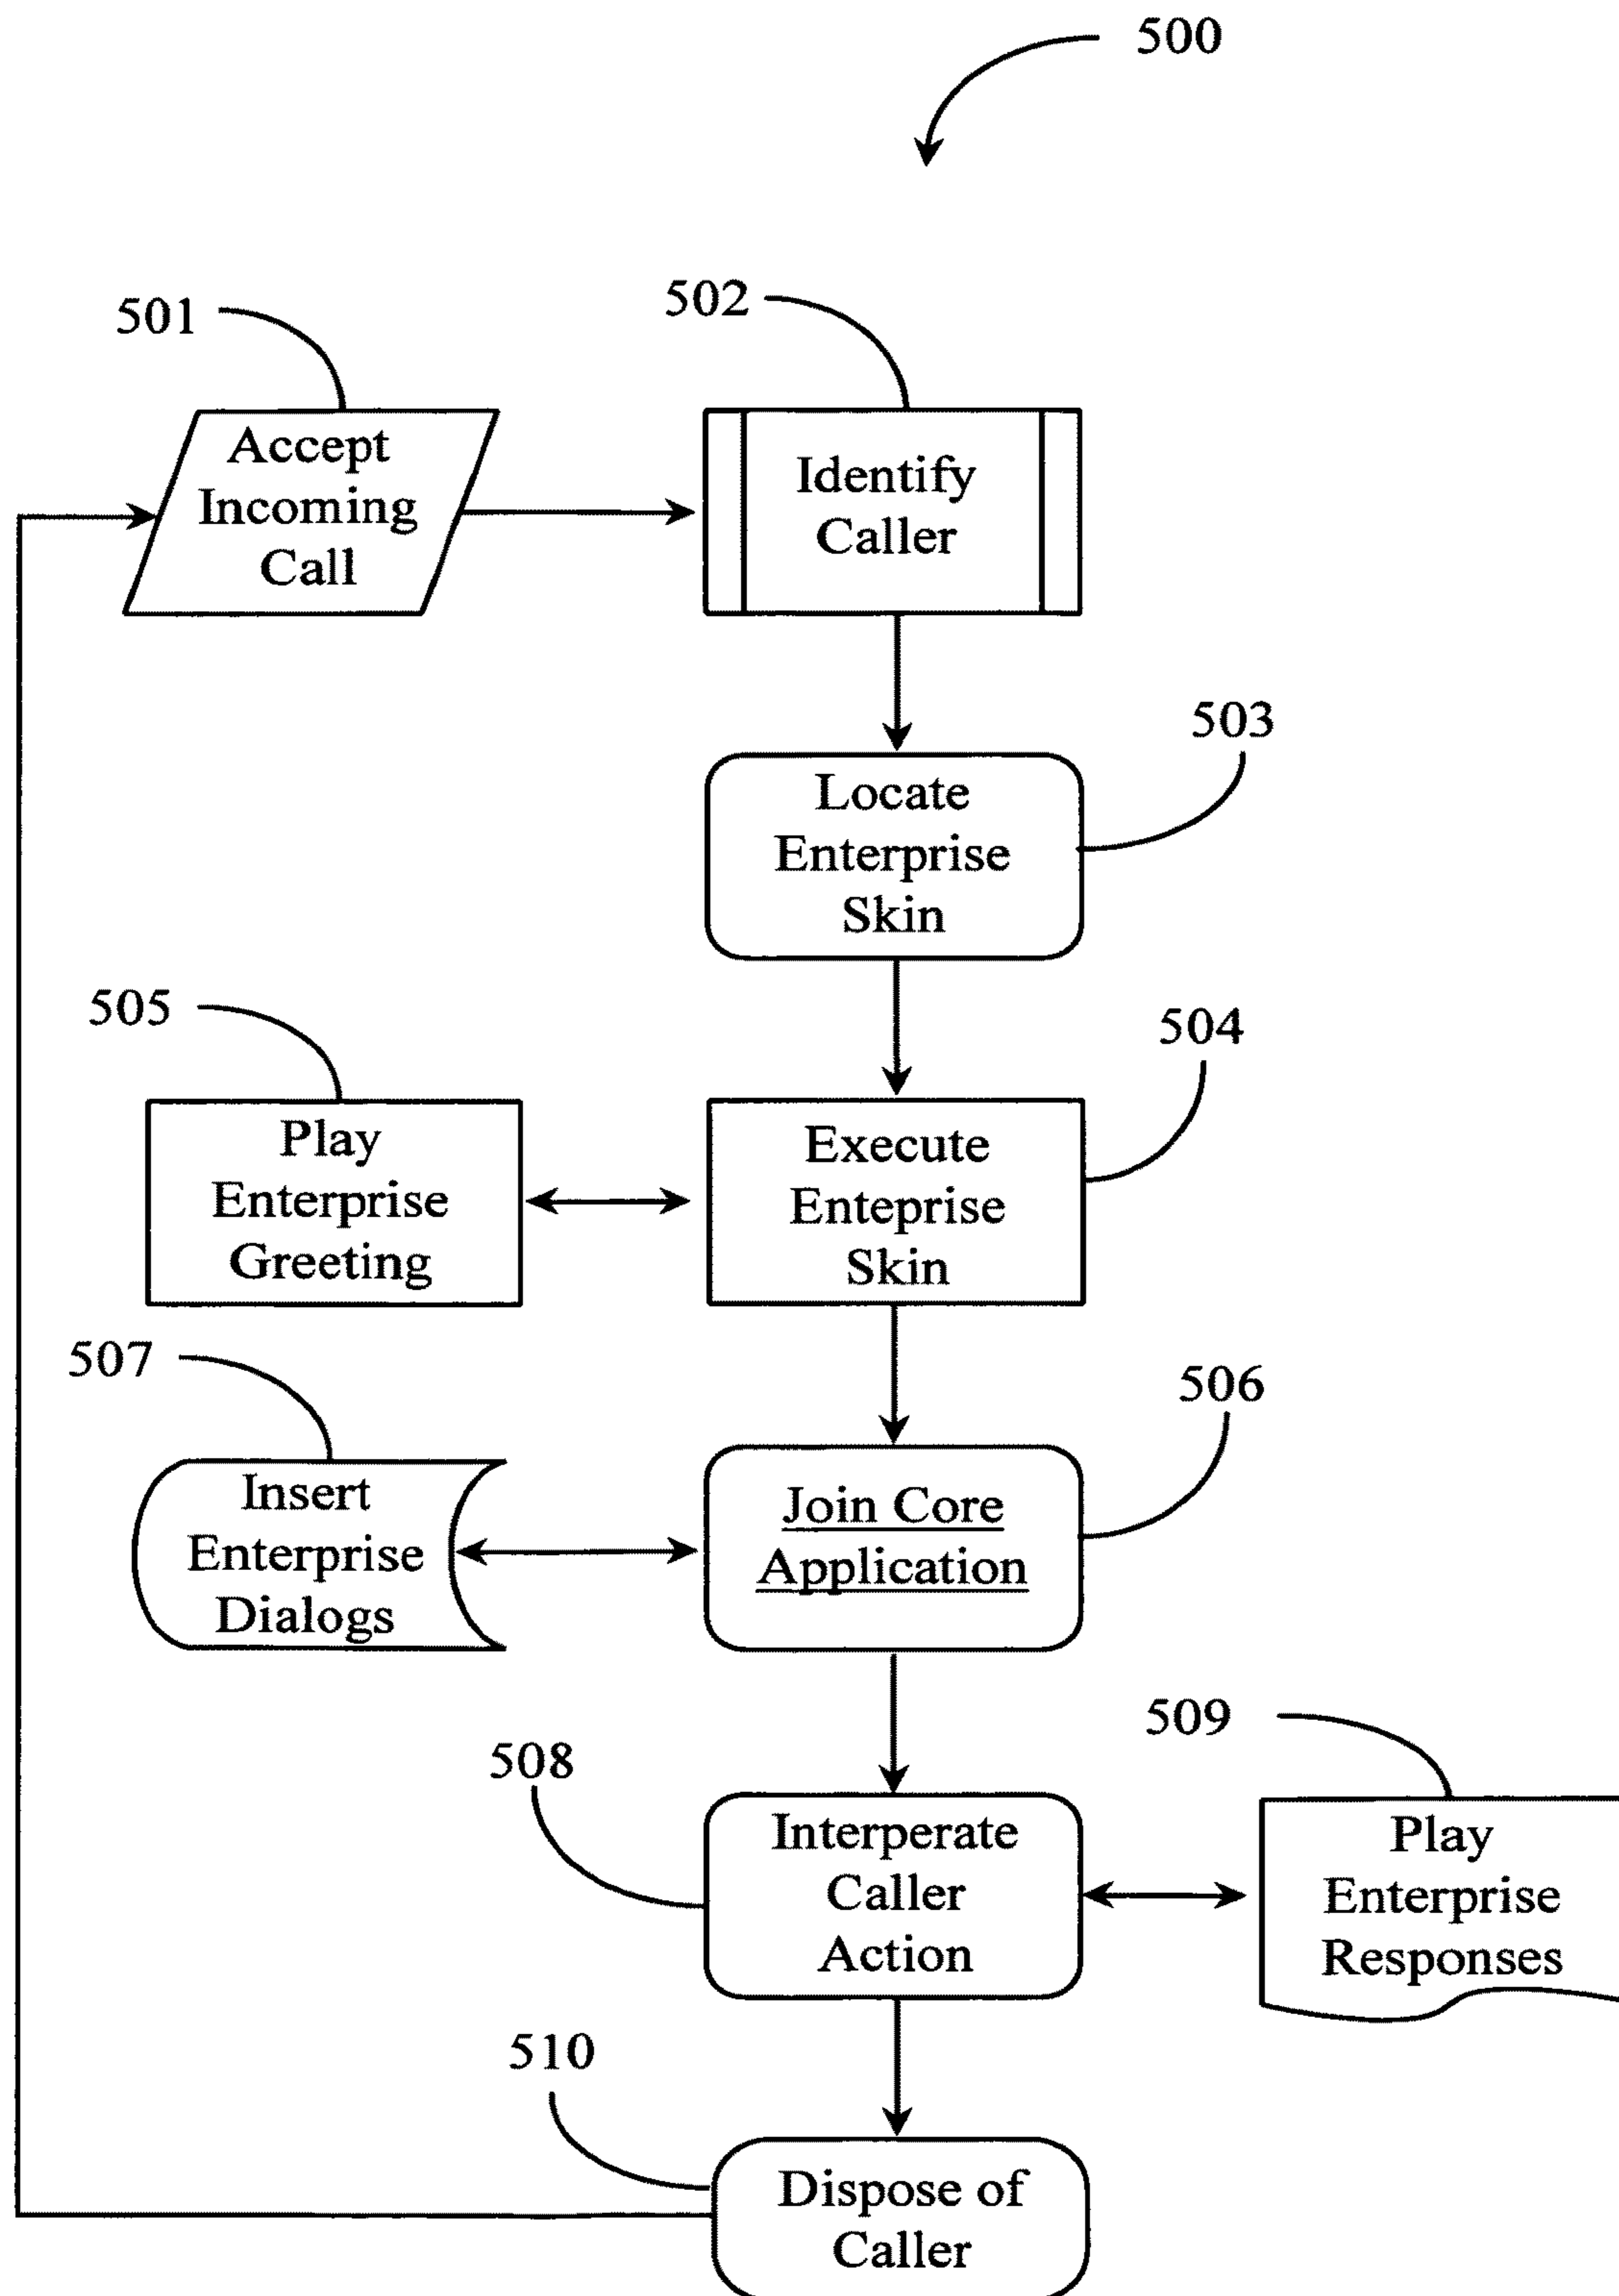 500
501
502
Accept
Incoming
Call
Identify
Caller
503
Locate
Enterprise
Skin
505
504
Play
Enterprise
Greeting
Execute
Enteprise
Skin
507
506
Insert
Enterprise
Dialogs
Join Core
Application
509
508
Interperate
Caller
Action
Play
Enterprise
Responses
510
Dispose of
Caller